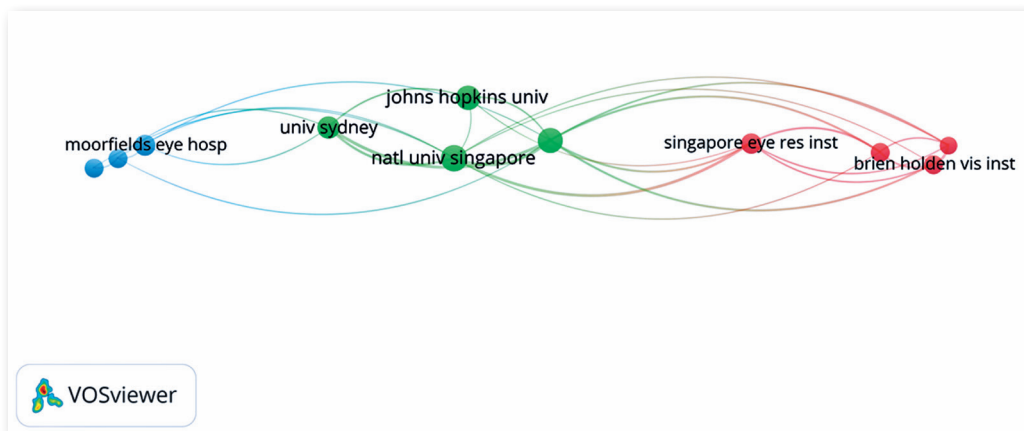 johns hopkins univ
univ sydney
moorfields eye hosp
natl univ singapore
singapore eye res inst
brien holden vis inst
VOSviewer